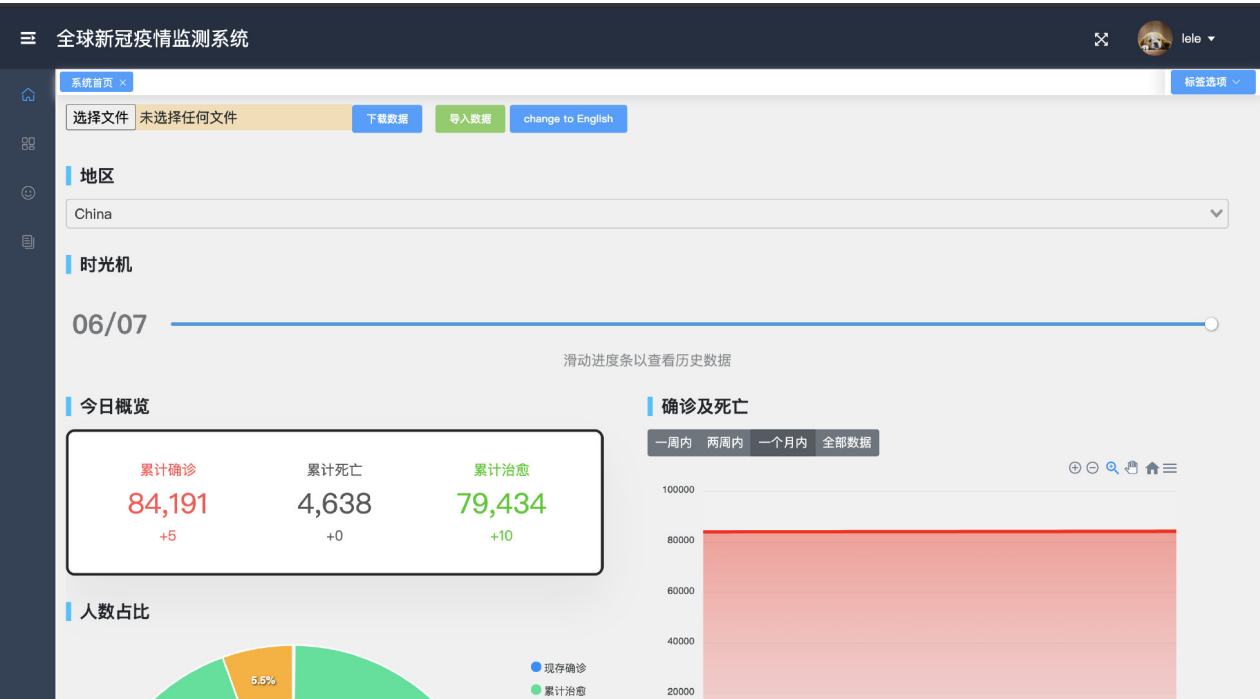 全球新冠疫情监测系统
lele
系统首页 ×
标签选项
选择文件 未选择任何文件
下载数据
导入数据
change to English
地区
China
时光机
06/07
滑动进度条以查看历史数据
今日概览
累计确诊 累计死亡 累计治愈
84,191 4,638 79,434
+5 +0 +10
确诊及死亡
一周内 两周内 一个月内 全部数据
100000
80000
60000
40000
20000
人数占比
5.5%
现存确诊
累计治愈